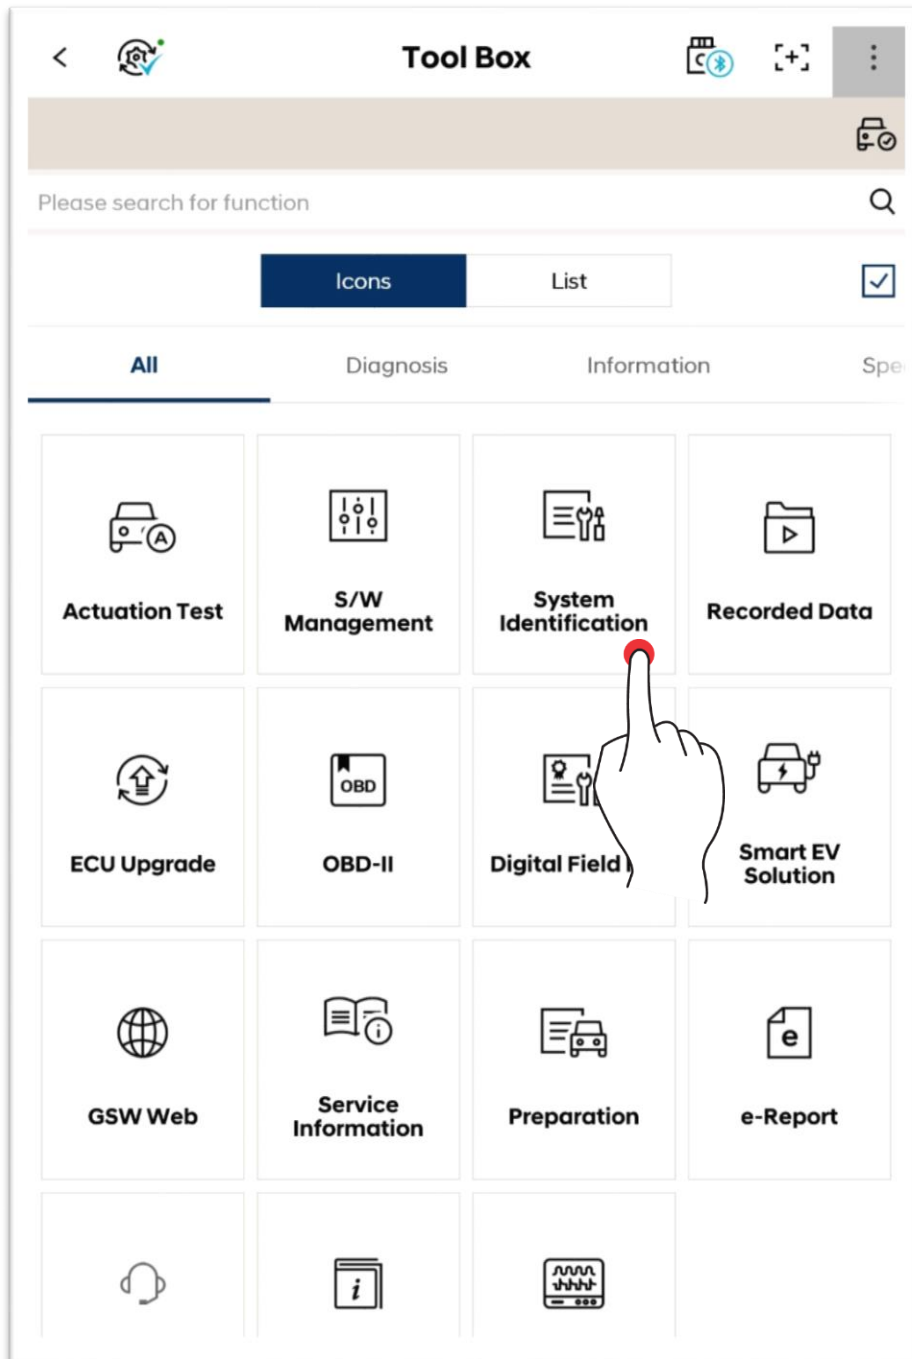 Tool Box
Please search for function
Icons
List
All
Diagnosis
Information
Actuation Test
S/W
Management
System
Identification
Recorded Data
ECU Upgrade
OBD
OBD-II
Digital Field
Smart EV
Solution
GSW Web
Service
Information
Preparation
e
e-Report
i